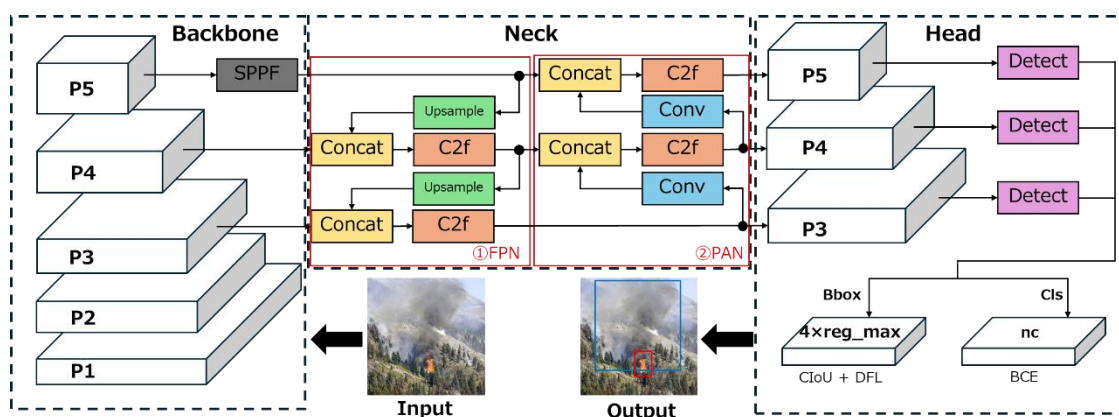 Backbone
P5
SPPF
P4
P3
P2
P1
Neck
Concat
C2f
Upsample
Conv
Concat
C2f
Concat
C2f
Upsample
Conv
Concat
C2f
①FPN
②PAN
Head
P5
Detect
P4
Detect
P3
Detect
Bbox
Cls
4×reg_max
nc
CIoU + DFL
BCE
Input
Output